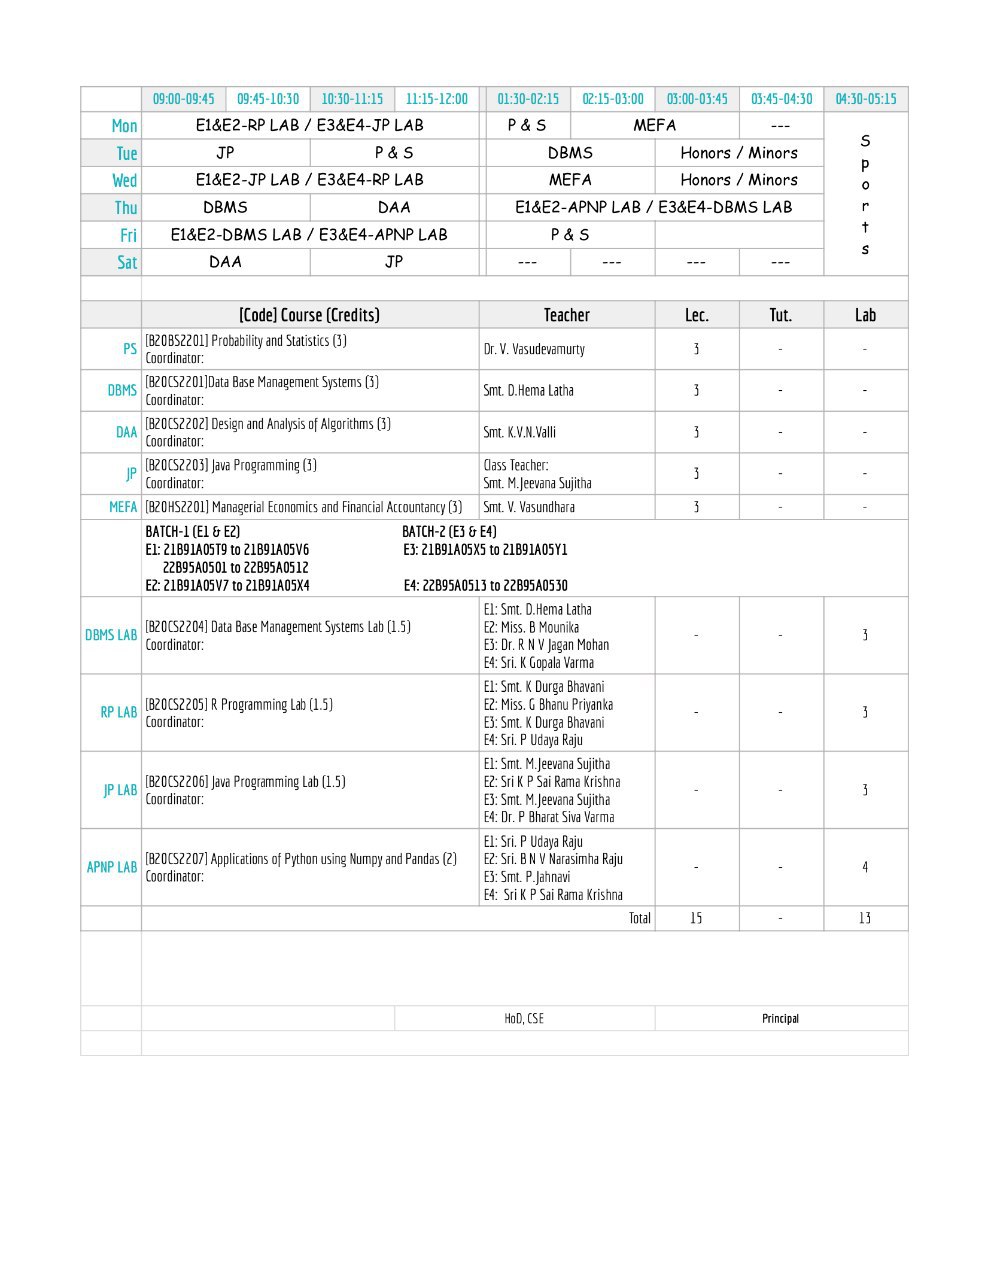 09:00-09:45 09:45-10:30 10:30-11:15 11:15-12:00 01:30-02:15 02:15-03:00 03:00-03:45 03:45-04:30 04:30-05:15
Mon E1&E2-RP LAB / E3&E4-JP LAB P & S MEFA --- Sports
Tue JP P & S DBMS Honors / Minors
Wed E1&E2-JP LAB / E3&E4-RP LAB MEFA Honors / Minors
Thu DBMS DAA E1&E2-APNP LAB / E3&E4-DBMS LAB
Fri E1&E2-DBMS LAB / E3&E4-APNP LAB P & S
Sat DAA JP --- --- --- ---
[Code] Course (Credits) Teacher Lec. Tut. Lab
PS [B20BS2201] Probability and Statistics (3)
Coordinator: Dr. V. Vasudevamurty 3 - -
DBMS [B20CS2201]Data Base Management Systems (3)
Coordinator: Smt. D.Hema Latha 3 - -
DAA [B20CS2202] Design and Analysis of Algorithms (3)
Coordinator: Smt. K.V.N.Valli 3 - -
JP [B20CS2203] Java Programming (3) Class Teacher:
Coordinator: Smt. M.Jeevana Sujitha 3 - -
MEFA [B20HS2201] Managerial Economics and Financial Accountancy (3) Smt. V. Vasundhara 3 - -
BATCH-1 (E1 & E2) BATCH-2 (E3 & E4)
E1: 21B91A05T9 to 21B91A05V6 E3: 21B91A05X5 to 21B91A05Y1
22B95A0501 to 22B95A0512
E2: 21B91A05V7 to 21B91A05X4 E4: 22B95A0513 to 22B95A0530
DBMS LAB [B20CS2204] Data Base Management Systems Lab (1.5)
Coordinator:
E1: Smt. D.Hema Latha
E2: Miss. B Mounika
E3: Dr. R N V Jagan Mohan
E4: Sri. K Gopala Varma
- - 3
RP LAB [B20CS2205] R Programming Lab (1.5)
Coordinator:
E1: Smt. K Durga Bhavani
E2: Miss. G Bhanu Priyanka
E3: Smt. K Durga Bhavani
E4: Sri. P Udaya Raju
- - 3
JP LAB [B20CS2206] Java Programming Lab (1.5)
Coordinator:
E1: Smt. M.Jeevana Sujitha
E2: Sri K P Sai Rama Krishna
E3: Smt. M.Jeevana Sujitha
E4: Dr. P Bharat Siva Varma
- - 3
APNP LAB [B20CS2207] Applications of Python using Numpy and Pandas (2)
Coordinator:
E1: Sri. P Udaya Raju
E2: Sri. B N V Narasimha Raju
E3: Smt. P.Jahnavi
E4: Sri K P Sai Rama Krishna
- - 4
Total 15 - 13
HoD, CSE Principal